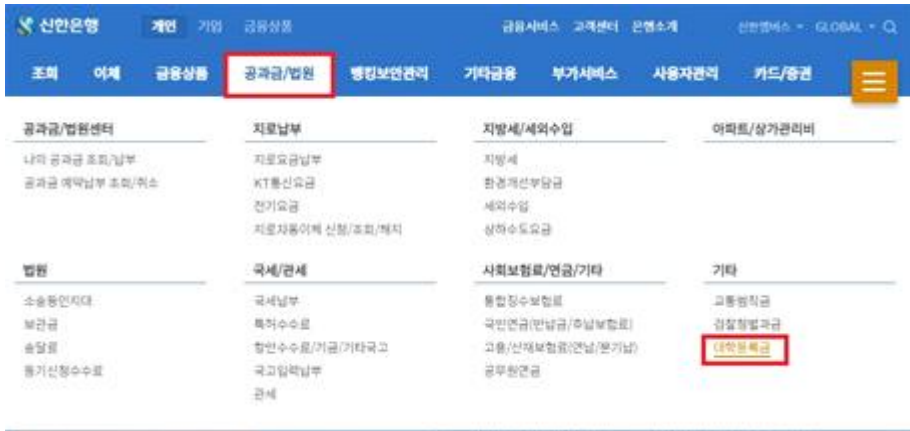 신한은행 개인 기업 금융상품 금융서비스 고객센터 은행소개 신한멤버스 GLOBAL
조회 이체 금융상품 공과금/법원 뱅킹보안관리 기타금융 부가서비스 사용자관리 카드/증권
공과금/법원센터 지로납부 지방세/세외수입 아파트/상가관리비
나의 공과금 조회/납부 지로요금납부 지방세
공과금 예약납부 조회/취소 KT통신요금 환경개선부담금
전기요금 세외수입
지로자동이체 신청/조회/해지 상하수도요금
법원 국세/관세 사회보험료/연금/기타 기타
소송등인지대 국세납부 통합징수보험료 교통범칙금
보관금 특허수수료 국민연금(반납금/추납보험료) 검찰청벌과금
송달료 항만수수료/기금/기타국고 고용/산재보험료(연납/분기납) 대학등록금
등기신청수수료 국고입력납부 공무원연금
관세